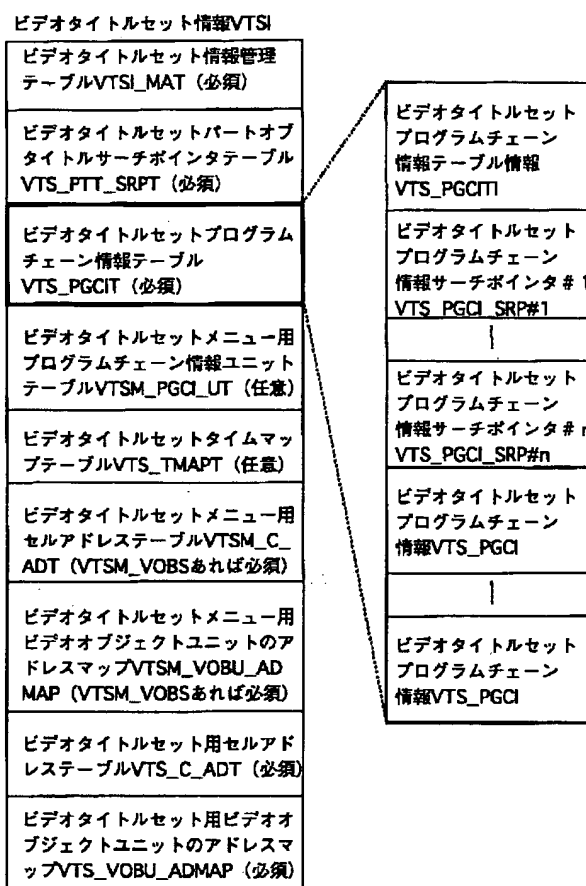 ビデオタイトルセット情報VTSI
ビデオタイトルセット情報管理
テーブルVTSI_MAT（必須）
ビデオタイトルセットパートオブ
タイトルサーチポインタテーブル
VTS_PTT_SRPT（必須）
ビデオタイトルセットプログラム
チェーン情報テーブル
VTS_PGCIT（必須）
ビデオタイトルセットメニュー用
プログラムチェーン情報ユニット
テーブルVTSM_PGCI_UT（任意）
ビデオタイトルセットタイムマッ
プテーブルVTS_TMAPT（任意）
ビデオタイトルセットメニュー用
セルアドレステーブルVTSM_C_
ADT（VTSM_VOBSあれば必須）
ビデオタイトルセットメニュー用
ビデオオブジェクトユニットのア
ドレスマップVTSM_VOBU_AD
MAP（VTSM_VOBSあれば必須）
ビデオタイトルセット用セルアド
レステーブルVTS_C_ADT（必須）
ビデオタイトルセット用ビデオオ
ブジェクトユニットのアドレスマ
ップVTS_VOBU_ADMAP（必須）
ビデオタイトルセット
プログラムチェーン
情報テーブル情報
VTS_PGCITI
ビデオタイトルセット
プログラムチェーン
情報サーチポインタ＃1
VTS_PGCI_SRP#1
ビデオタイトルセット
プログラムチェーン
情報サーチポインタ＃n
VTS_PGCI_SRP#n
ビデオタイトルセット
プログラムチェーン
情報VTS_PGCI
ビデオタイトルセット
プログラムチェーン
情報VTS_PGCI